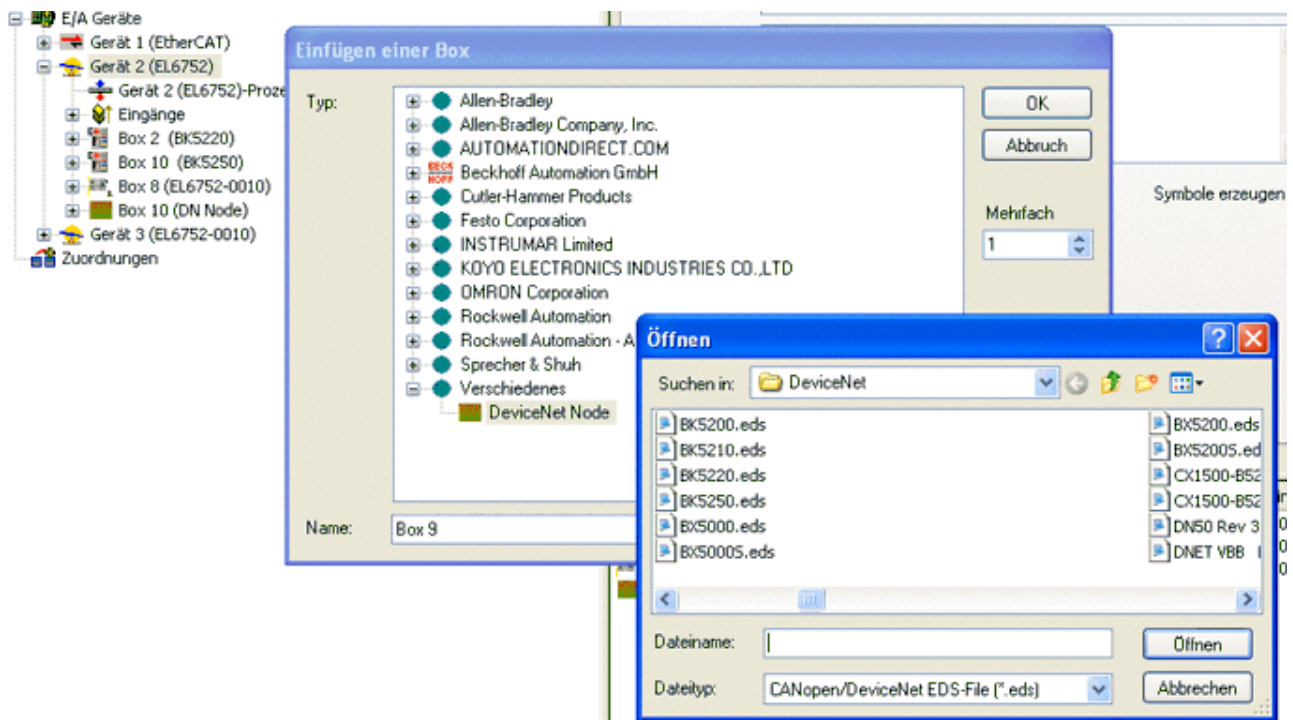 E/A Geräte
Gerät 1 (EtherCAT)
Gerät 2 (EL6752)
Gerät 2 (EL6752)-Proze
Eingänge
Box 2 (BK5220)
Box 10 (BK5250)
Box 8 (EL6752-0010)
Box 10 (DN Node)
Gerät 3 (EL6752-0010)
Zuordnungen
Einfügen einer Box
Typ:
Allen-Bradley
Allen-Bradley Company, Inc.
AUTOMATIONDIRECT.COM
BECK
HOFF
Beckhoff Automation GmbH
Cutler-Hammer Products
Festo Corporation
INSTRUMAR Limited
KOYO ELECTRONICS INDUSTRIES CO.,LTD
OMRON Corporation
Rockwell Automation
Rockwell Automation - A
Sprecher & Shuh
Verschiedenes
DeviceNet Node
OK
Abbruch
Mehrfach
1
Name:
Box 9
Symbole erzeugen
Öffnen
Suchen in:
DeviceNet
BK5200.eds
BK5210.eds
BK5220.eds
BK5250.eds
BX5000.eds
BX5000S.eds
BX5200.eds
BX5200S.ed
CX1500-B52
CX1500-B52
DN50 Rev 3
DNET VBB
Dateiname:
Öffnen
Dateityp:
CANopen/DeviceNet EDS-File (*.eds)
Abbrechen